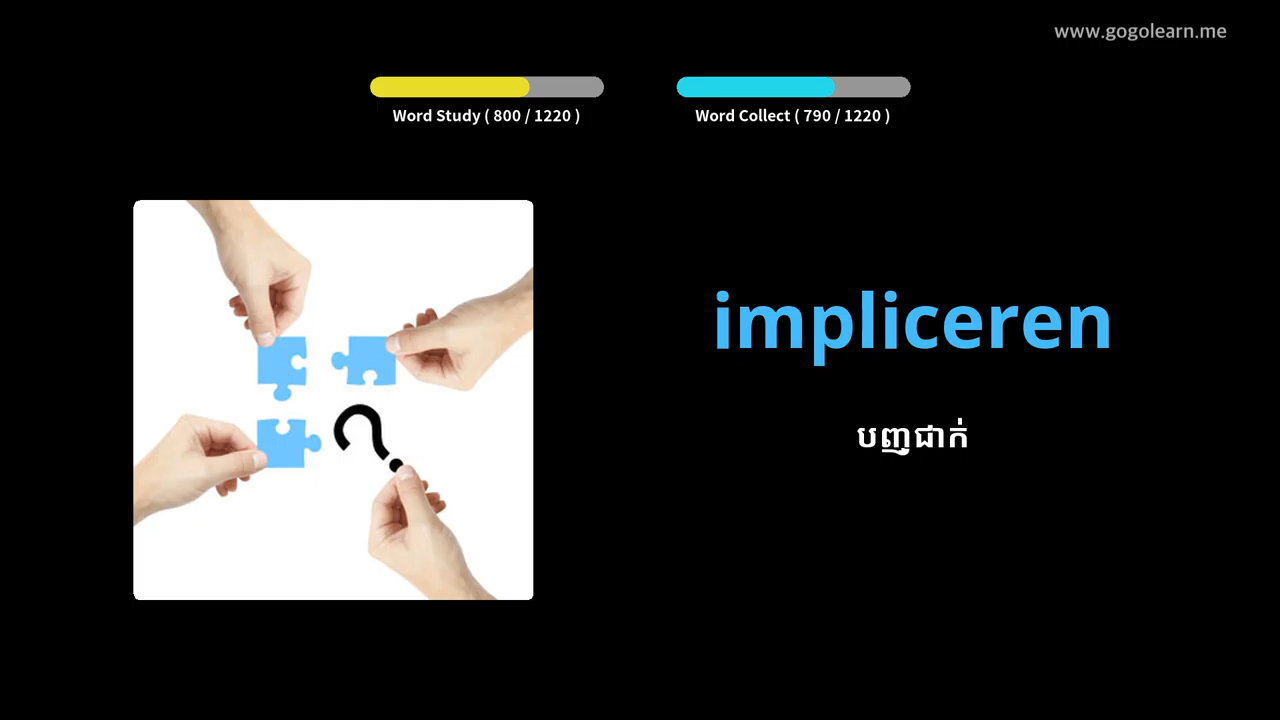 www.gogolearn.me
Word Study ( 800 / 1220 )
Word Collect ( 790 / 1220 )
impliceren
បញ្ជាក់